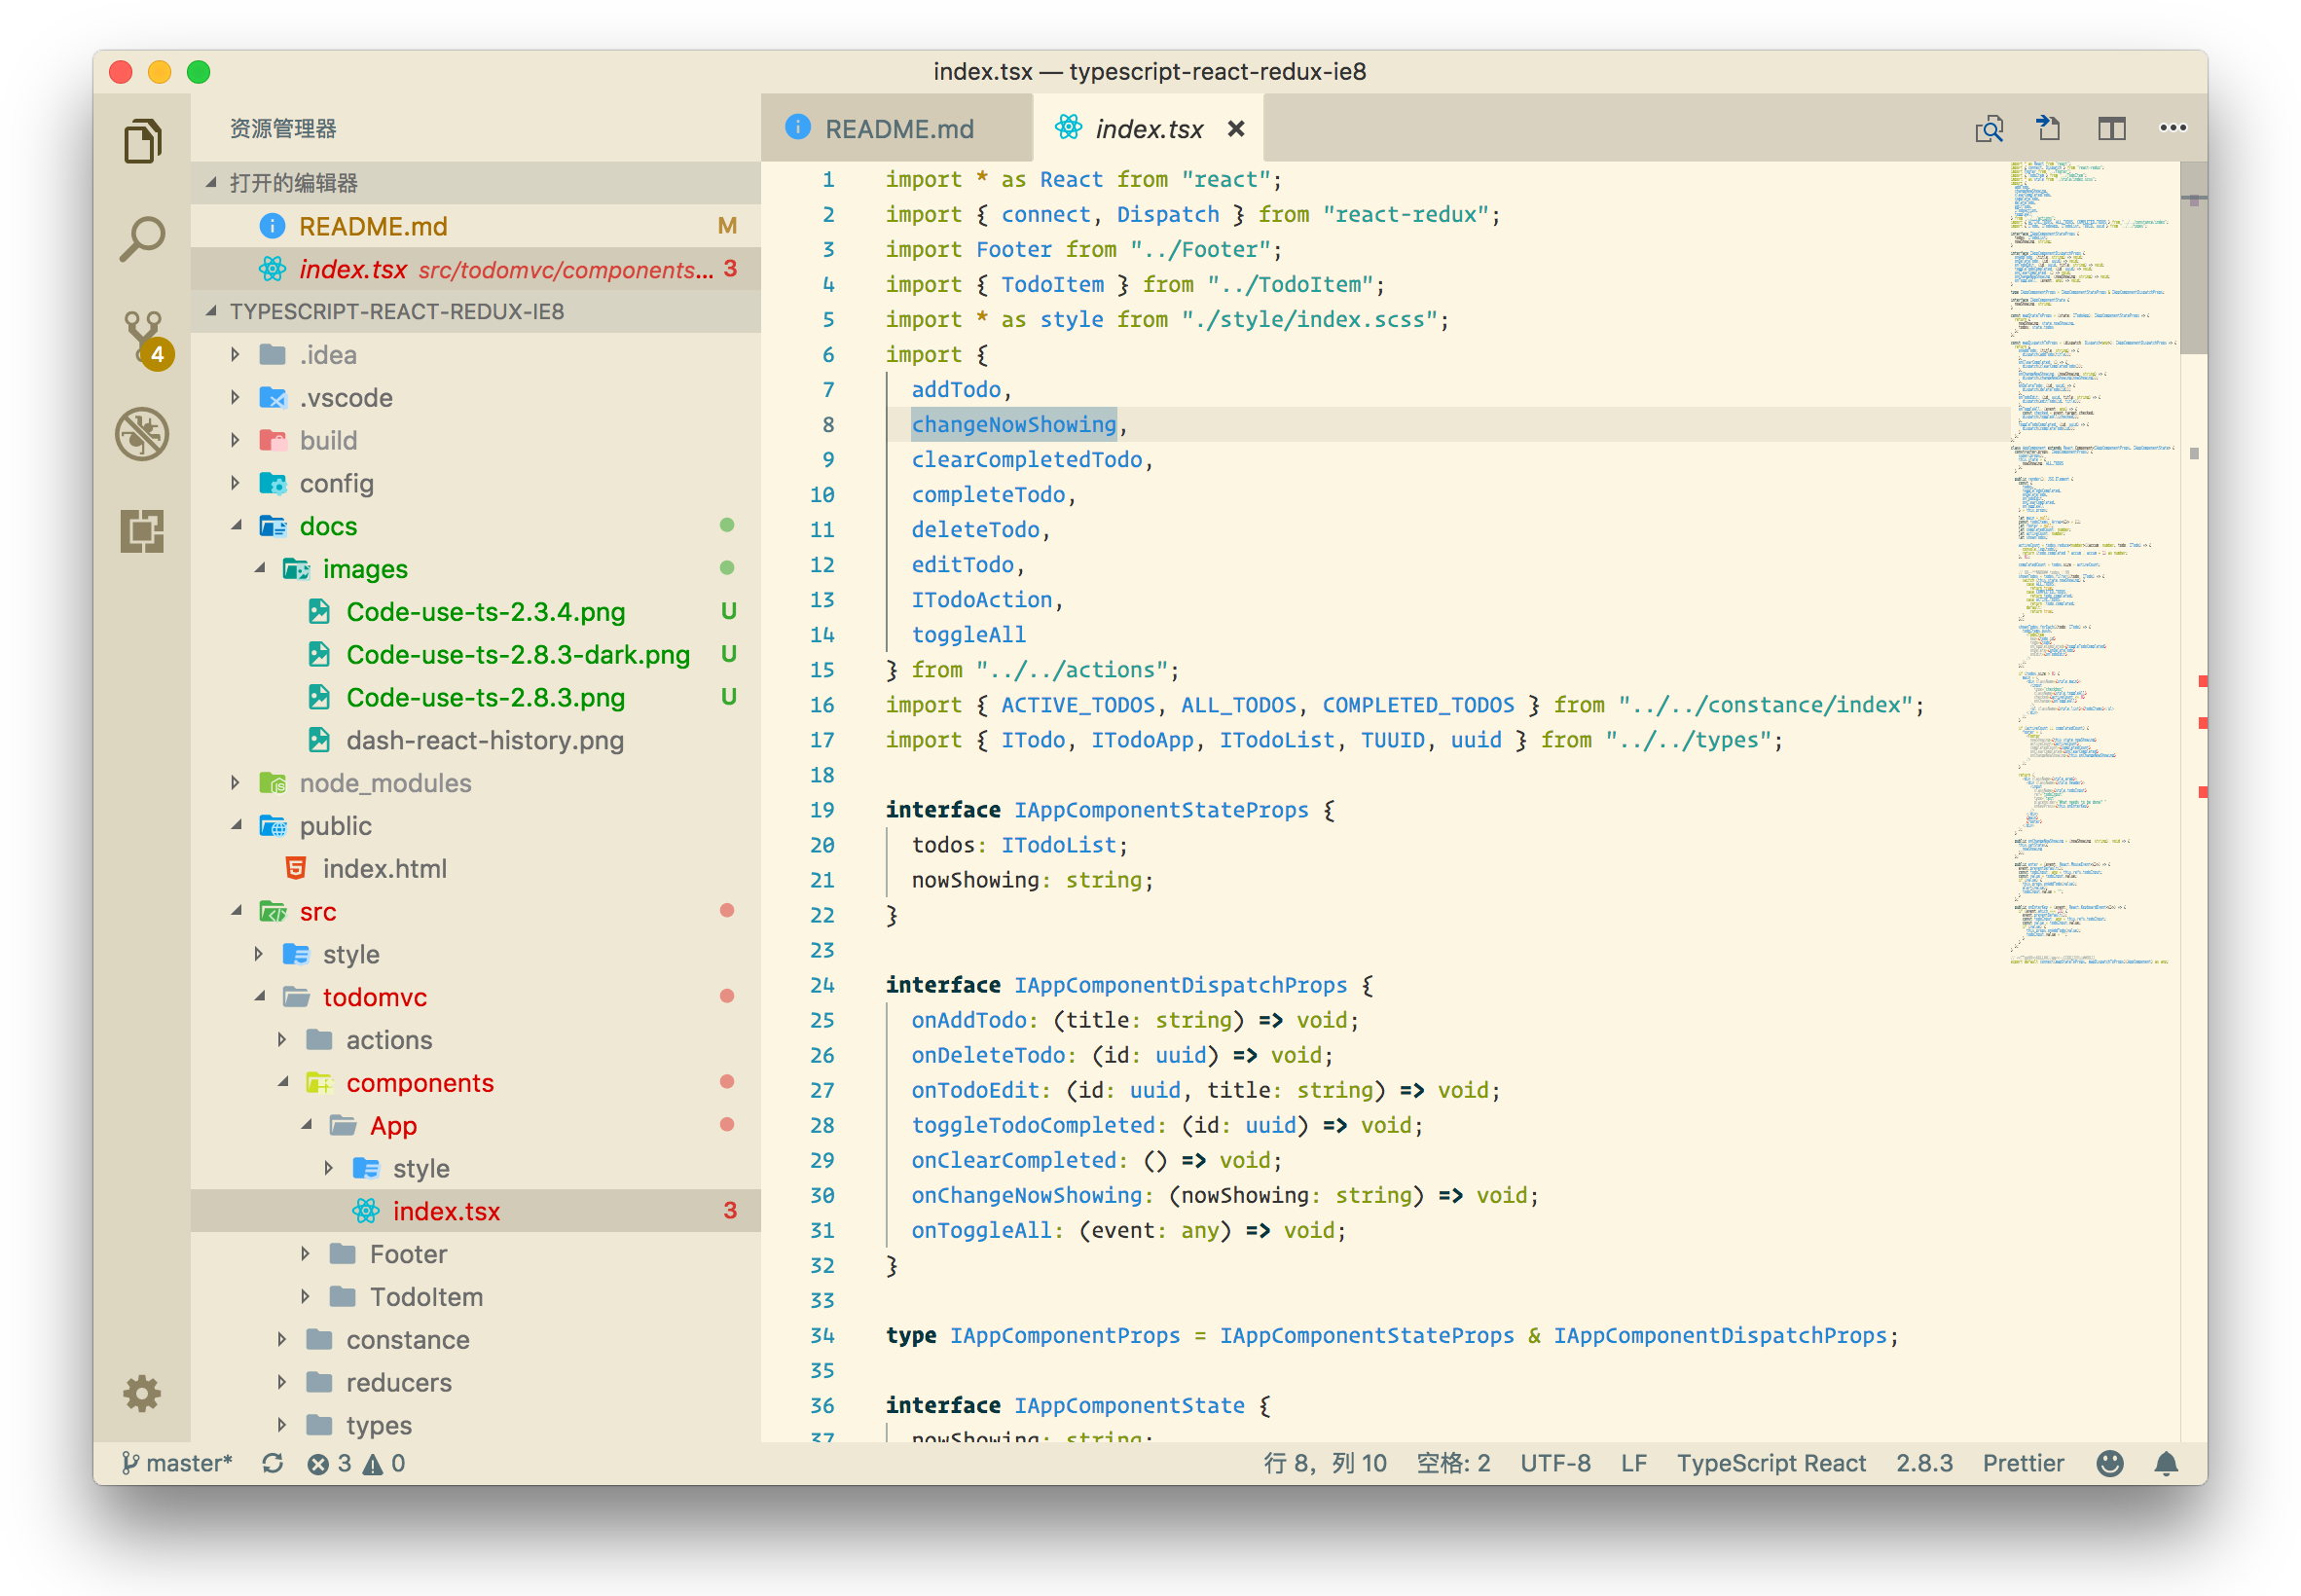 index.tsx — typescript-react-redux-ie8
资源管理器
打开的编辑器
README.md M
index.tsx src/todomvc/components... 3
TYPESCRIPT-REACT-REDUX-IE8
.idea
.vscode
build
config
docs
images
Code-use-ts-2.3.4.png U
Code-use-ts-2.8.3-dark.png U
Code-use-ts-2.8.3.png U
dash-react-history.png
node_modules
public
index.html
src
style
todomvc
actions
components
App
style
index.tsx 3
Footer
TodoItem
constance
reducers
types
4
README.md
index.tsx
1 import * as React from "react";
2 import { connect, Dispatch } from "react-redux";
3 import Footer from "../Footer";
4 import { TodoItem } from "../TodoItem";
5 import * as style from "./style/index.scss";
6 import {
7 addTodo,
8 changeNowShowing,
9 clearCompletedTodo,
10 completeTodo,
11 deleteTodo,
12 editTodo,
13 ITodoAction,
14 toggleAll
15 } from "../../actions";
16 import { ACTIVE_TODOS, ALL_TODOS, COMPLETED_TODOS } from "../../constance/index";
17 import { ITodo, ITodoApp, ITodoList, TUUID, uuid } from "../../types";
18
19 interface IAppComponentStateProps {
20 todos: ITodoList;
21 nowShowing: string;
22 }
23
24 interface IAppComponentDispatchProps {
25 onAddTodo: (title: string) => void;
26 onDeleteTodo: (id: uuid) => void;
27 onTodoEdit: (id: uuid, title: string) => void;
28 toggleTodoCompleted: (id: uuid) => void;
29 onClearCompleted: () => void;
30 onChangeNowShowing: (nowShowing: string) => void;
31 onToggleAll: (event: any) => void;
32 }
33
34 type IAppComponentProps = IAppComponentStateProps & IAppComponentDispatchProps;
35
36 interface IAppComponentState {
37 nowShowing: string;
master* 3 0 行 8，列 10 空格: 2 UTF-8 LF TypeScript React 2.8.3 Prettier